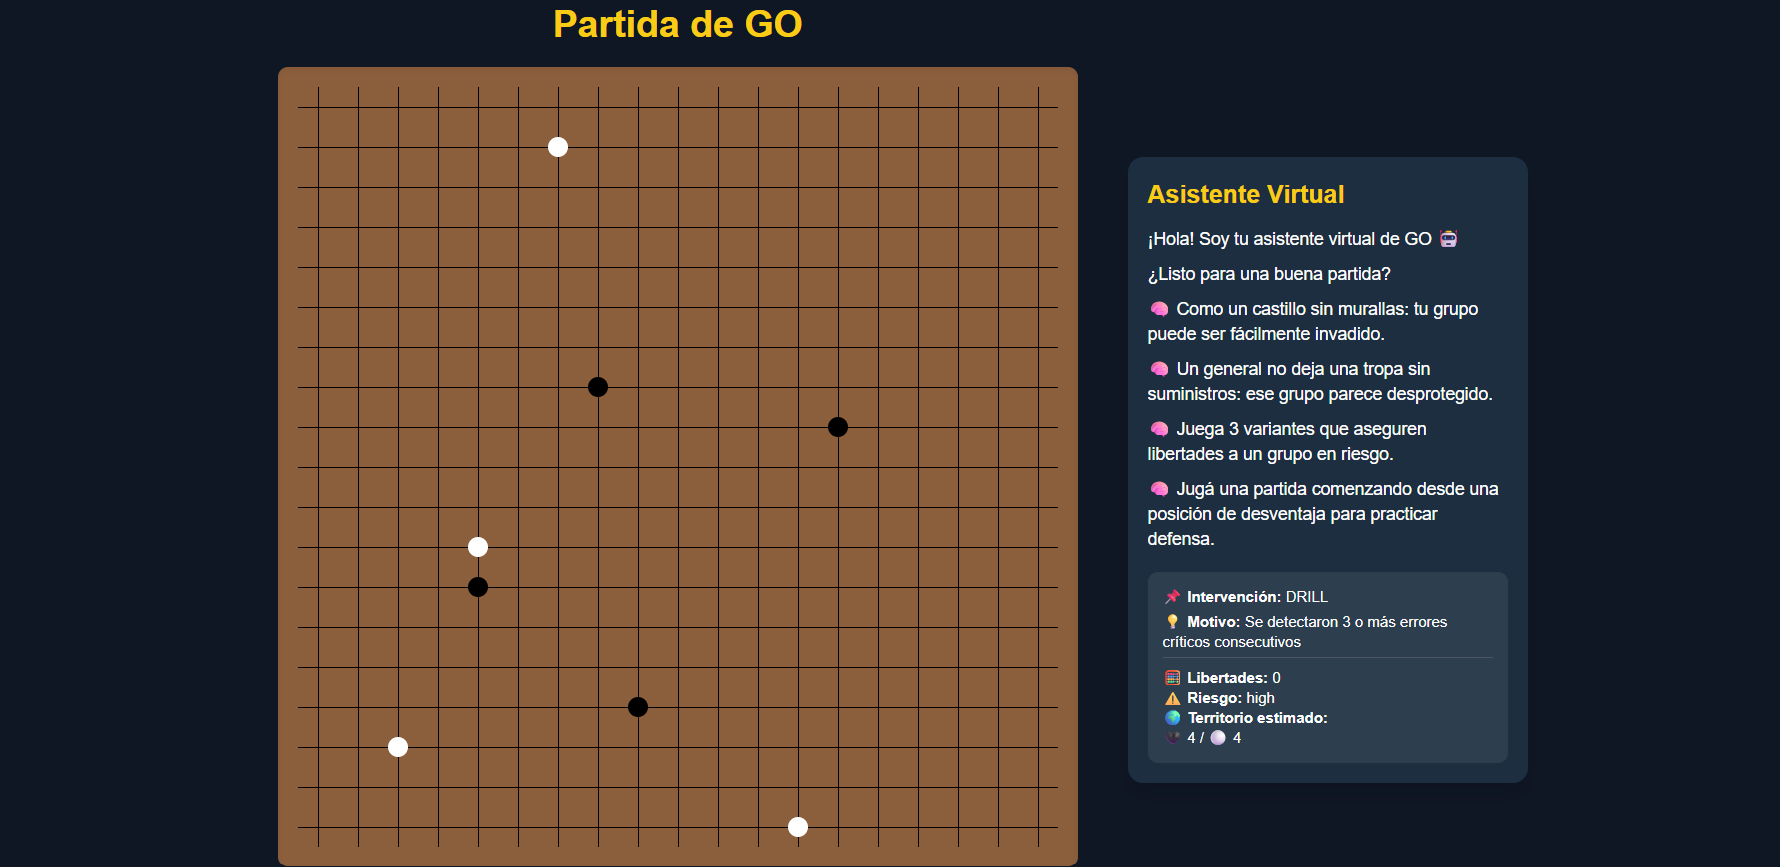 Partida de GO
Asistente Virtual
¡Hola! Soy tu asistente virtual de GO 🤖
¿Listo para una buena partida?
🧠 Como un castillo sin murallas: tu grupo
puede ser fácilmente invadido.
🧠 Un general no deja una tropa sin
suministros: ese grupo parece desprotegido.
🧠 Juega 3 variantes que aseguren
libertades a un grupo en riesgo.
🧠 Jugá una partida comenzando desde una
posición de desventaja para practicar
defensa.
📌 Intervención: DRILL
💡 Motivo: Se detectaron 3 o más errores
críticos consecutivos
🧮 Libertades: 0
⚠️ Riesgo: high
🌍 Territorio estimado:
🖤 4 / ⚪ 4